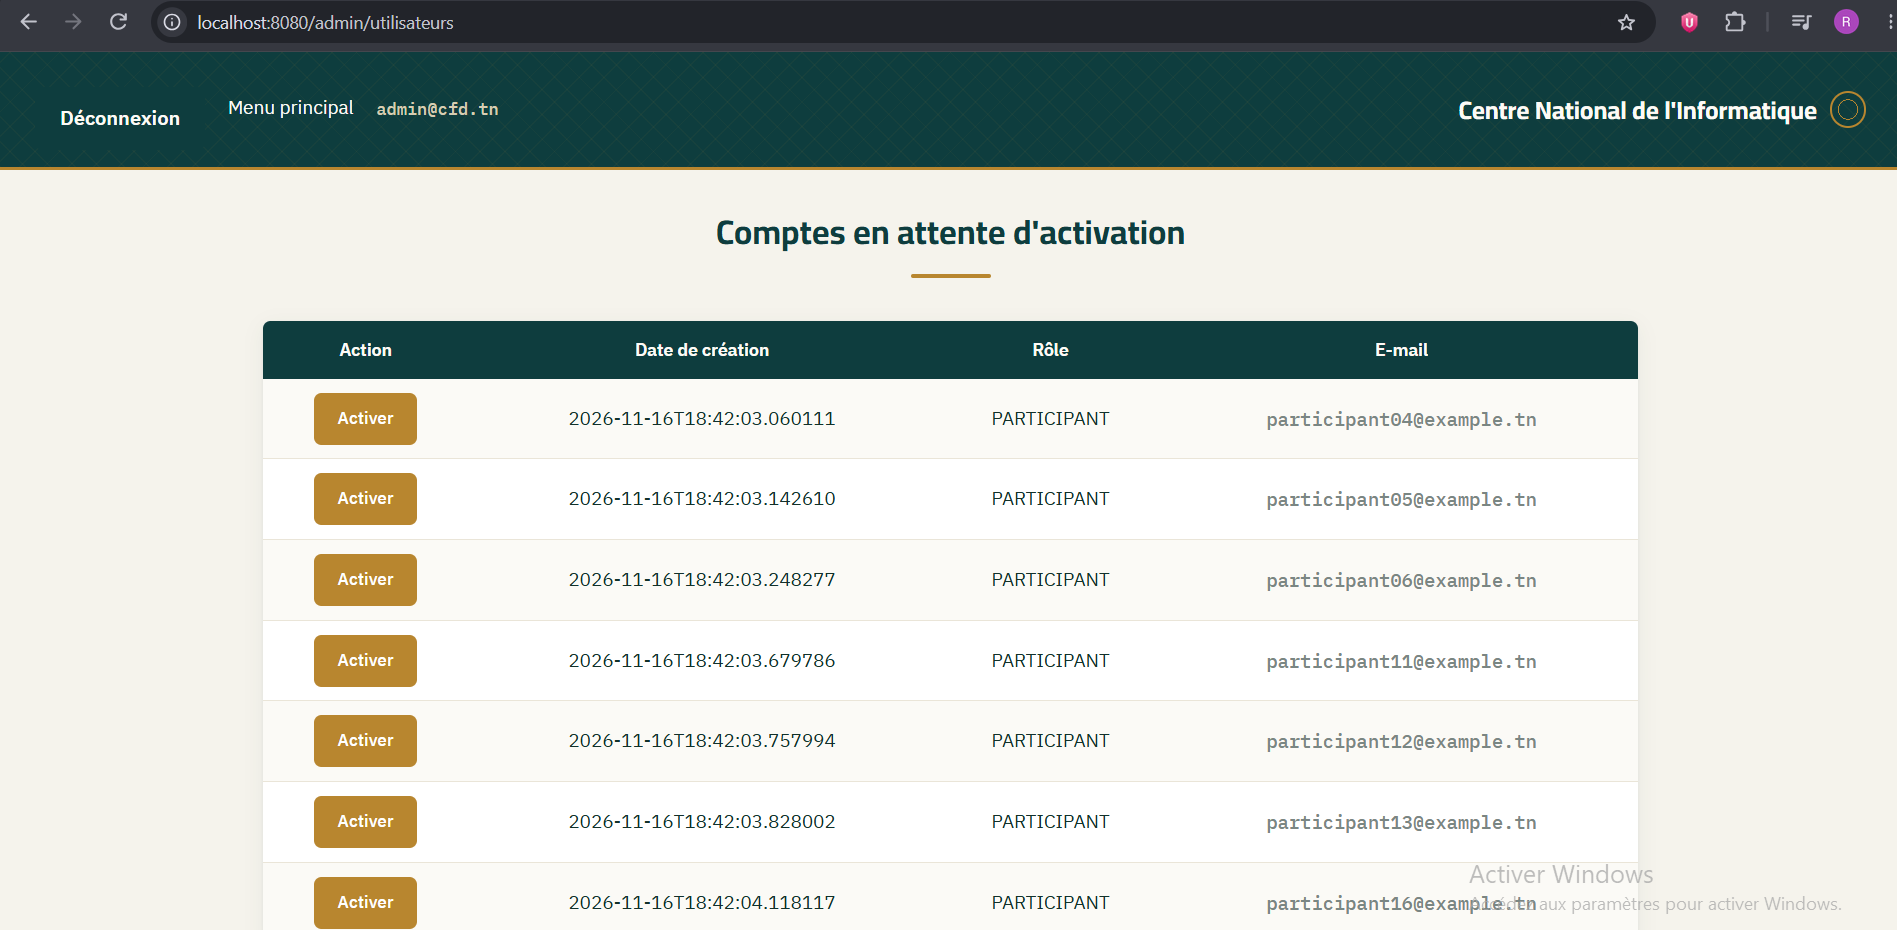 localhost:8080/admin/utilisateurs
R
Déconnexion Menu principal admin@cfd.tn Centre National de l'Informatique
Comptes en attente d'activation
Action Date de création Rôle E-mail
Activer 2026-11-16T18:42:03.060111 PARTICIPANT participant04@example.tn
Activer 2026-11-16T18:42:03.142610 PARTICIPANT participant05@example.tn
Activer 2026-11-16T18:42:03.248277 PARTICIPANT participant06@example.tn
Activer 2026-11-16T18:42:03.679786 PARTICIPANT participant11@example.tn
Activer 2026-11-16T18:42:03.757994 PARTICIPANT participant12@example.tn
Activer 2026-11-16T18:42:03.828002 PARTICIPANT participant13@example.tn
Activer Windows
Activer 2026-11-16T18:42:04.118117 PARTICIPANT participant16@example.tn
aux paramètres pour activer Windows.